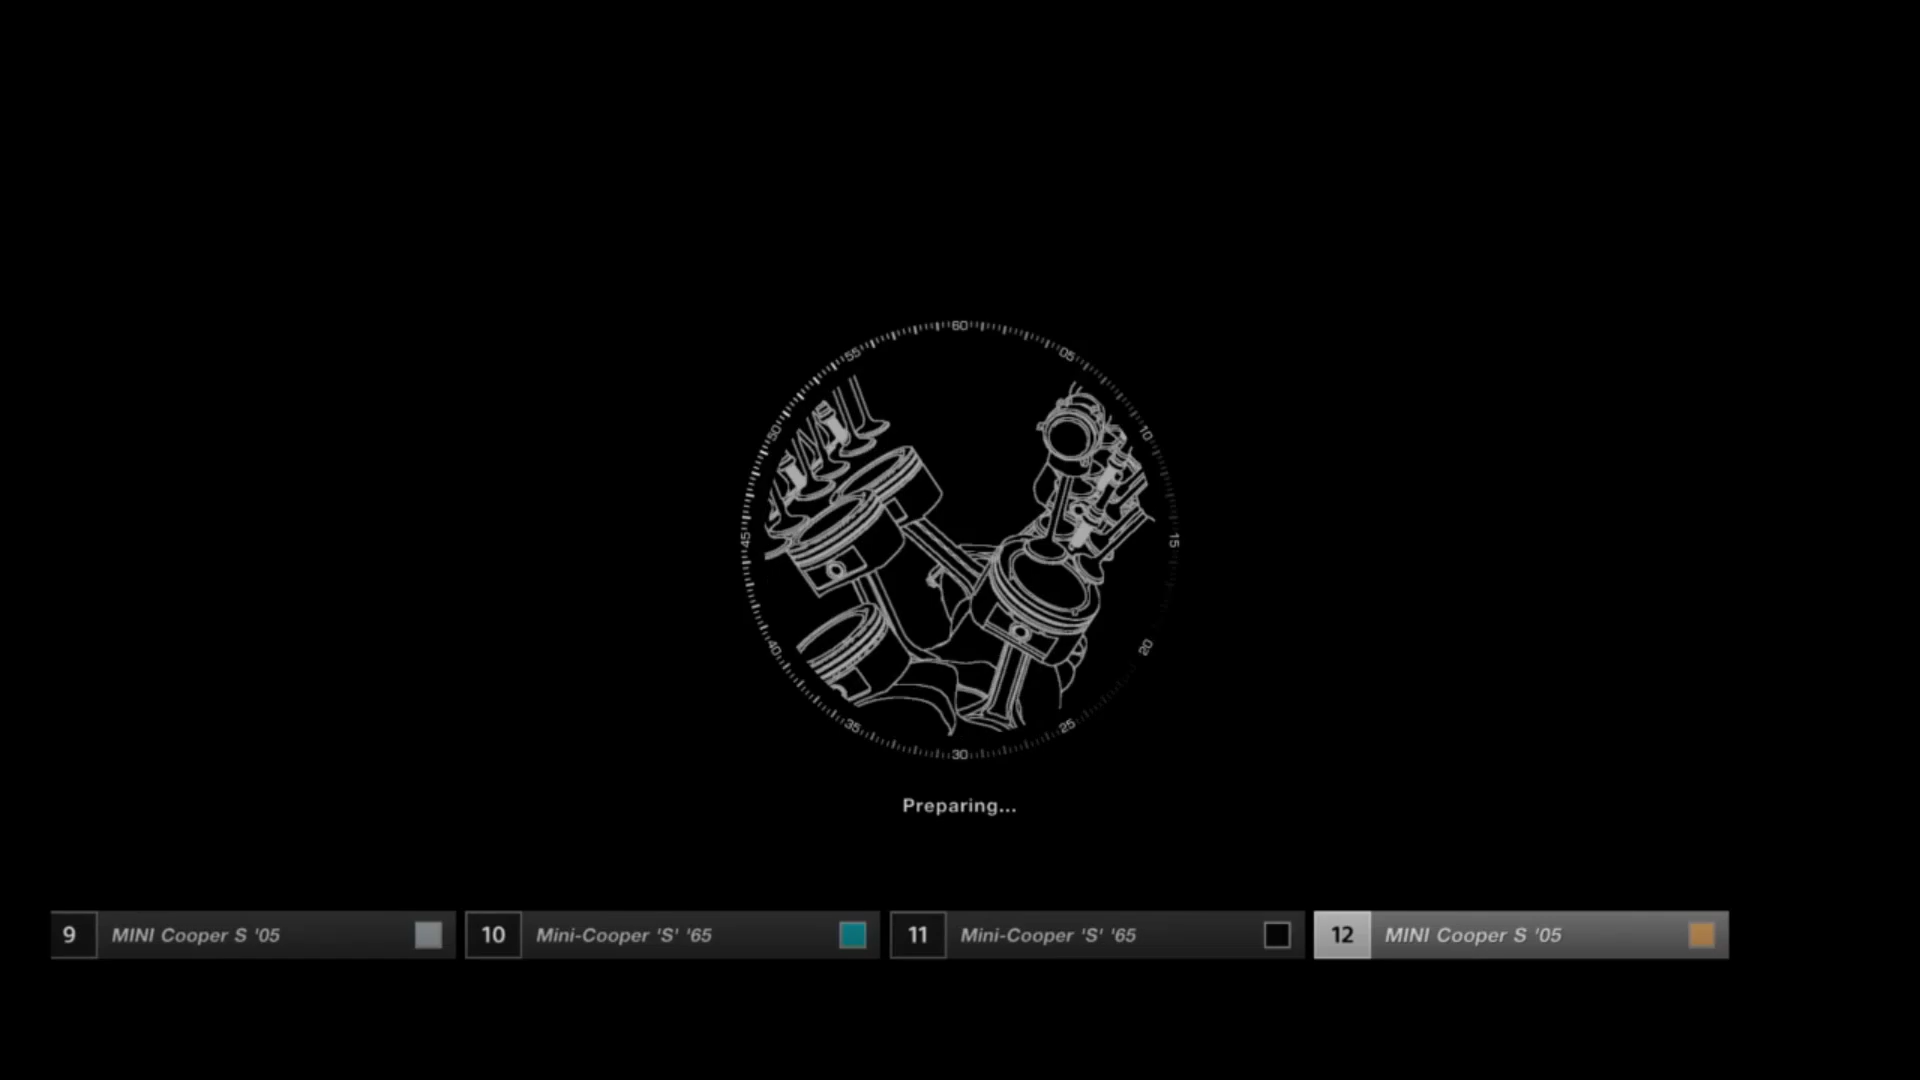 60
55
05
50
10
45
15
40
20
35
25
30
Preparing...
9 MINI Cooper S '05
10 Mini-Cooper 'S' '65
11 Mini-Cooper 'S' '65
12 MINI Cooper S '05